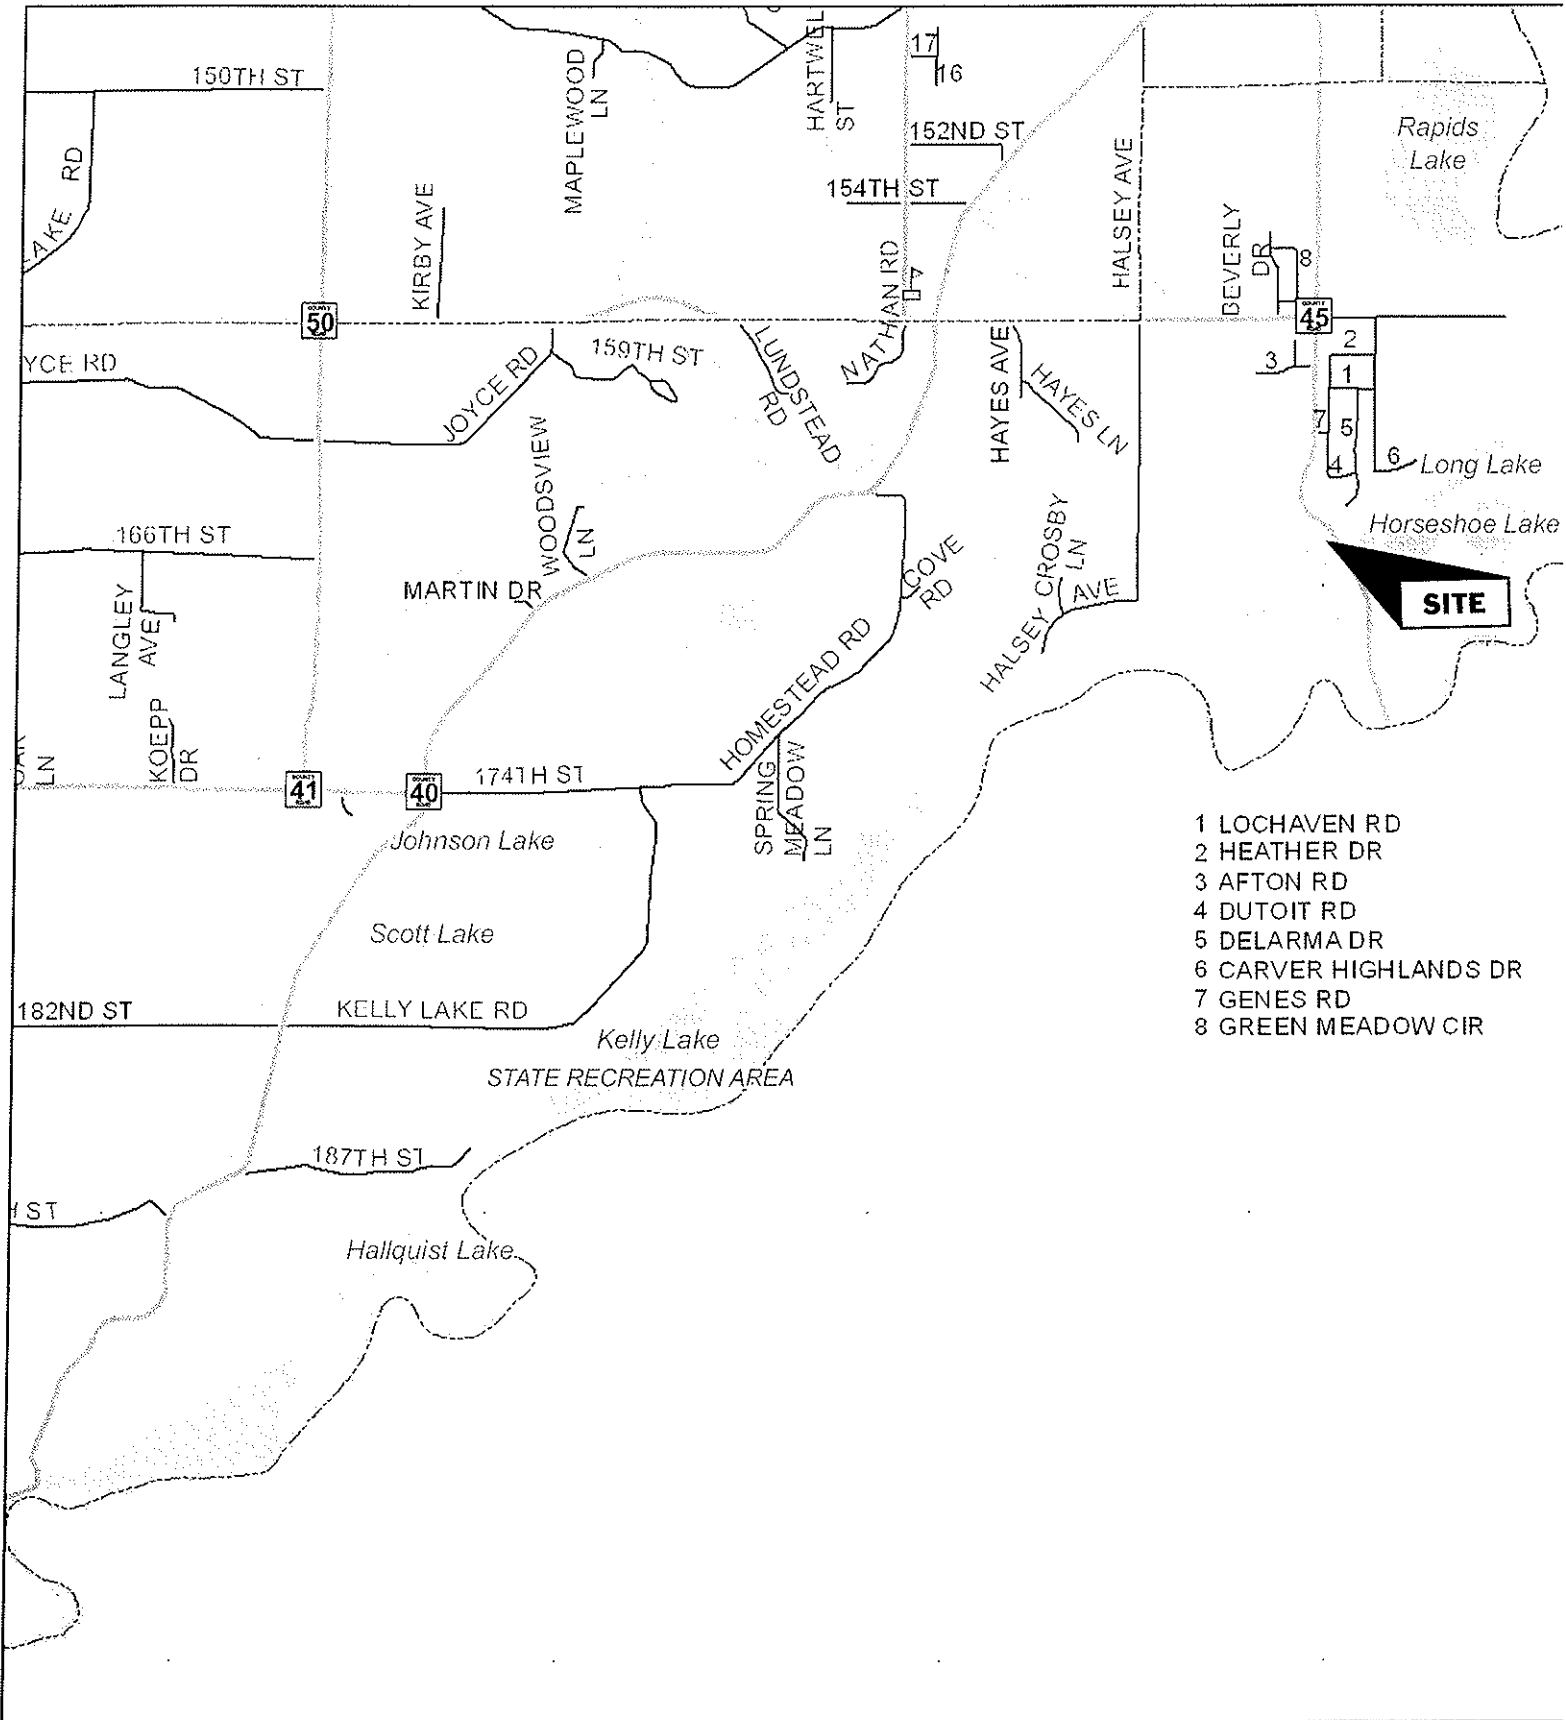 17
16
150TH ST
MAPLEWOOD
LN
ST
152ND ST
Rapids
Lake
RD
154TH ST
HALSEY AVE
KIRBY AVE
BEVERLY
DR
8
NATHAN RD
COUNTY
50
COUNTY
45
YCE RD
JOYCE RD
159TH ST
LUNDSTEAD
RD
HAYES AVE
HAYES LN
3
2
1
7
5
4
6
Long Lake
Horseshoe Lake
166TH ST
WOODSVIEW
LN
MARTIN DR
COVE
RD
CROSBY
LN
HALSEY AVE
SITE
LANGLEY
AVE
HOMESTEAD RD
KOEPP
DR
LN
COUNTY
41
COUNTY
40
174TH ST
SPRING
MEADOW
LN
Johnson Lake
1 LOCHAVEN RD
2 HEATHER DR
3 AFTON RD
4 DUTOIT RD
5 DELARMA DR
6 CARVER HIGHLANDS DR
7 GENES RD
8 GREEN MEADOW CIR
Scott Lake
182ND ST
KELLY LAKE RD
Kelly Lake
STATE RECREATION AREA
187TH ST
ST
Hallquist Lake